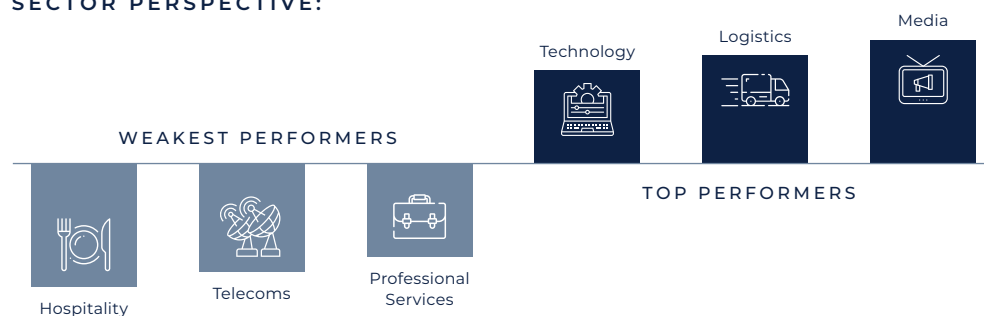 SECTOR PERSPECTIVE:
Media
Logistics
Technology
WEAKEST PERFORMERS
TOP PERFORMERS
Hospitality
Telecoms
Professional
Services